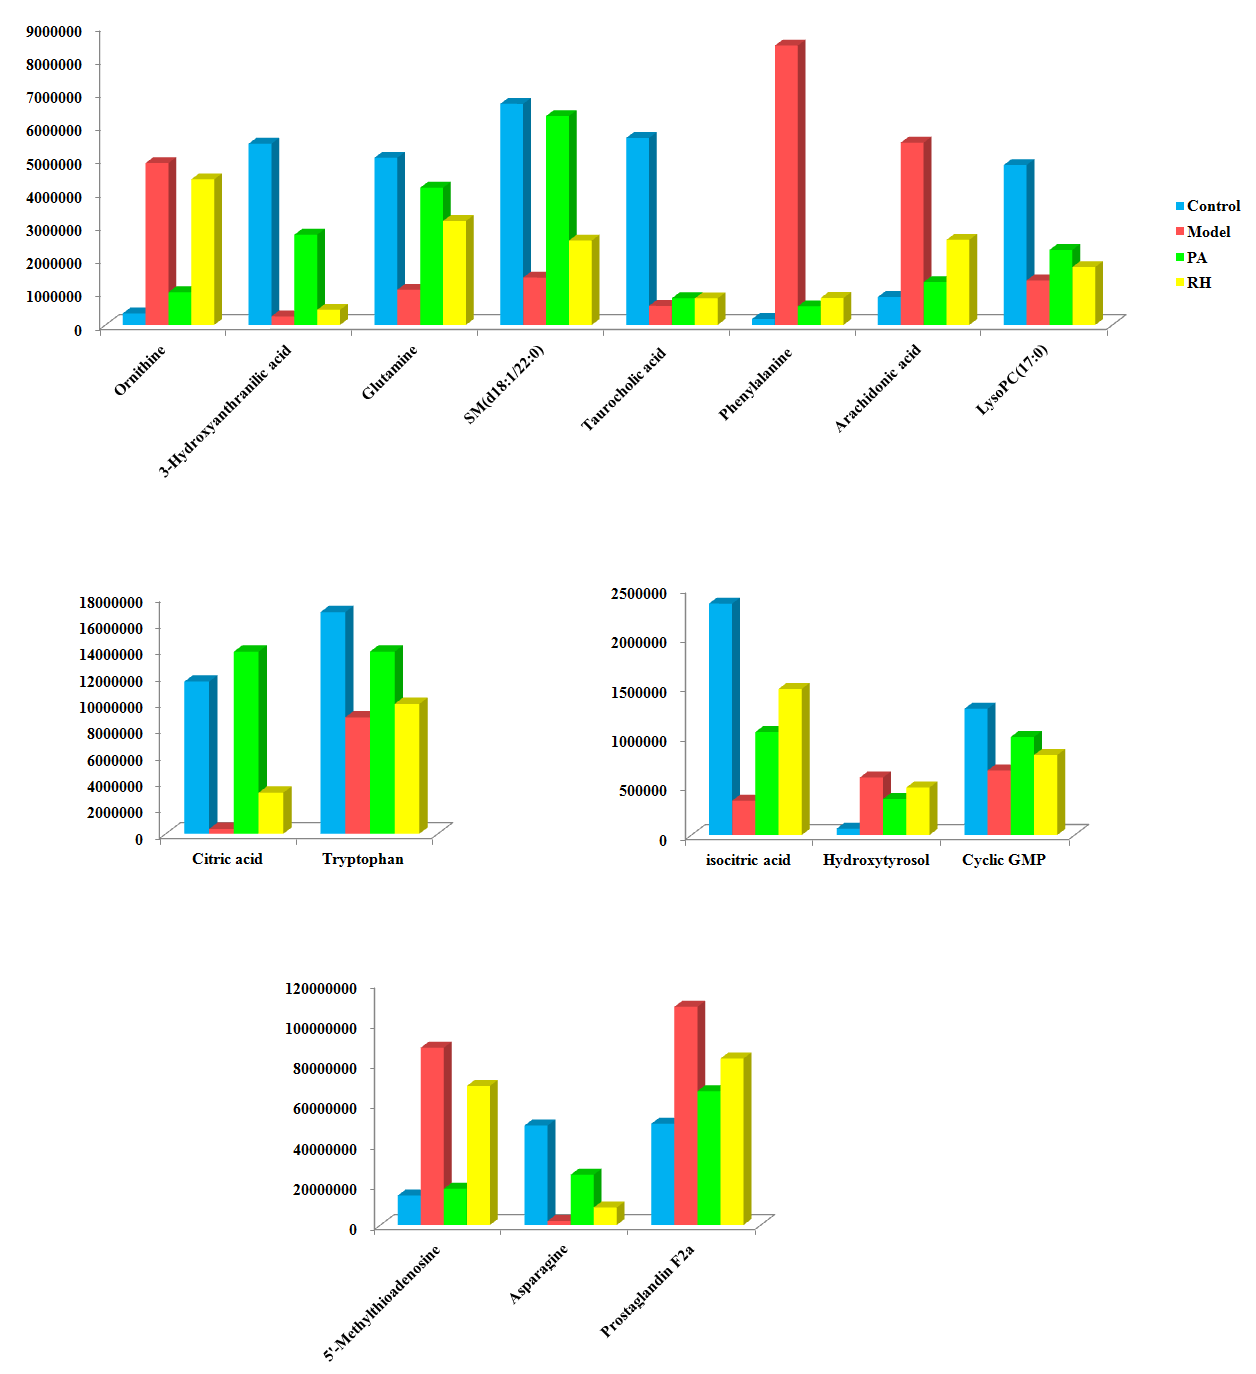 9000000
8000000
7000000
6000000
5000000
4000000
3000000
2000000
1000000
0
Ornithine
3-Hydroxyanthranilic acid
Glutamine
SM(d18:1/22:0)
Taurocholic acid
Phenylalanine
Arachidonic acid
LysoPC(17:0)
Control
Model
PA
RH
18000000
16000000
14000000
12000000
10000000
8000000
6000000
4000000
2000000
0
Citric acid
Tryptophan
2500000
2000000
1500000
1000000
500000
0
isocitric acid
Hydroxytyrosol
Cyclic GMP
120000000
100000000
80000000
60000000
40000000
20000000
0
5'-Methylthioadenosine
Asparagine
Prostaglandin F2a